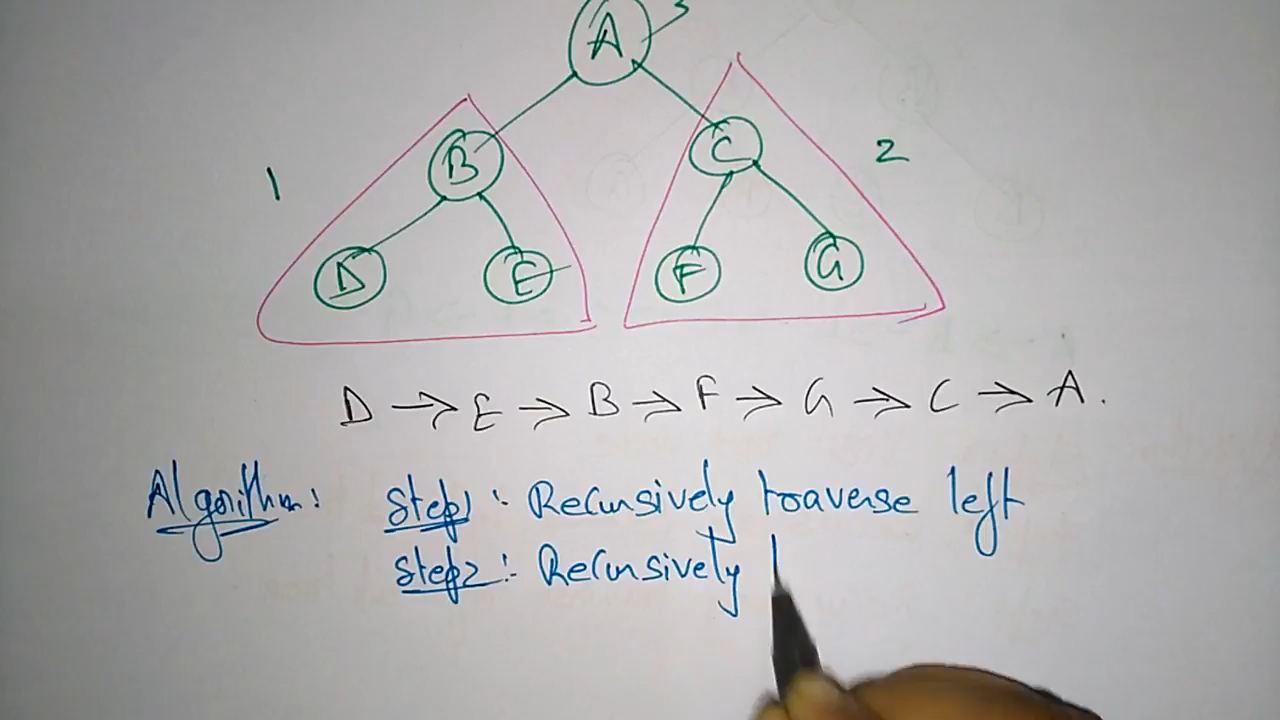 A 3
B C
1 2
D E F G
D → E → B → F → G → C → A.
Algorithm: Step1 :- Recursively traverse left
Step2 :- Recursively